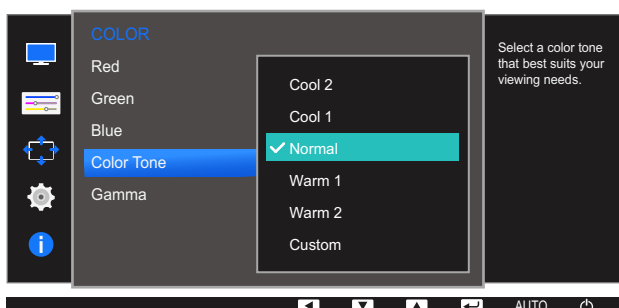 COLOR
Red
Green
Blue
Color Tone
Gamma
Cool 2
Cool 1
Normal
Warm 1
Warm 2
Custom
Select a color tone
that best suits your
viewing needs.
AUTO